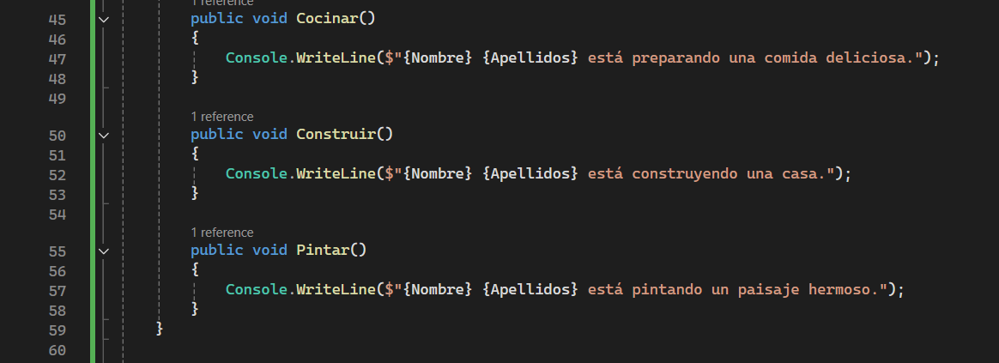 1 reference
45 public void Cocinar()
46 {
47 Console.WriteLine($"{Nombre} {Apellidos} está preparando una comida deliciosa.");
48 }
49
1 reference
50 public void Construir()
51 {
52 Console.WriteLine($"{Nombre} {Apellidos} está construyendo una casa.");
53 }
54
1 reference
55 public void Pintar()
56 {
57 Console.WriteLine($"{Nombre} {Apellidos} está pintando un paisaje hermoso.");
58 }
59 }
60